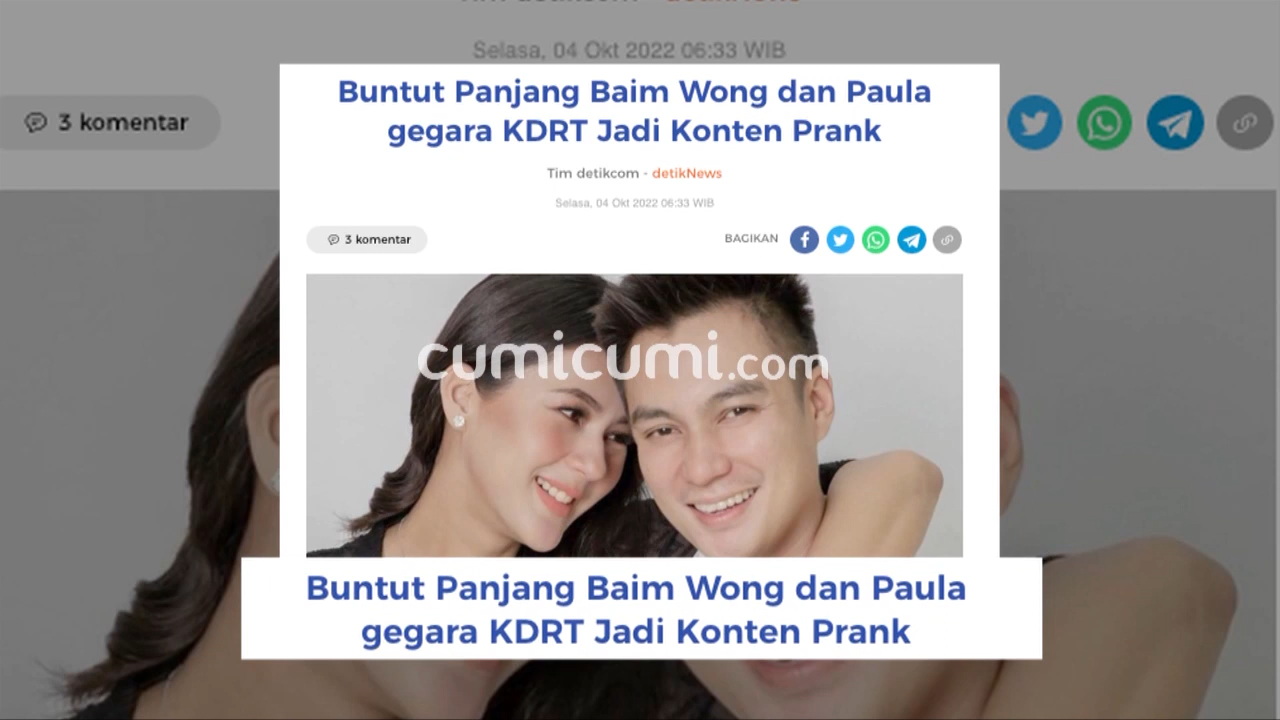 Selasa, 04 Okt 2022 06:33 WIB
3 komentar
Buntut Panjang Baim Wong dan Paula
gegara KDRT Jadi Konten Prank
Tim detikcom - detikNews
Selasa, 04 Okt 2022 06:33 WIB
3 komentar
BAGIKAN
cumicumi.com
Buntut Panjang Baim Wong dan Paula
gegara KDRT Jadi Konten Prank